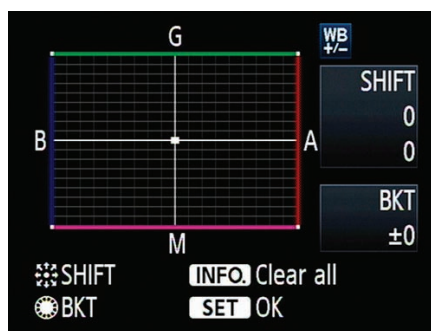 G
WB
+/−
SHIFT
0
0
B
A
BKT
±0
M
SHIFT
INFO. Clear all
BKT
SET OK